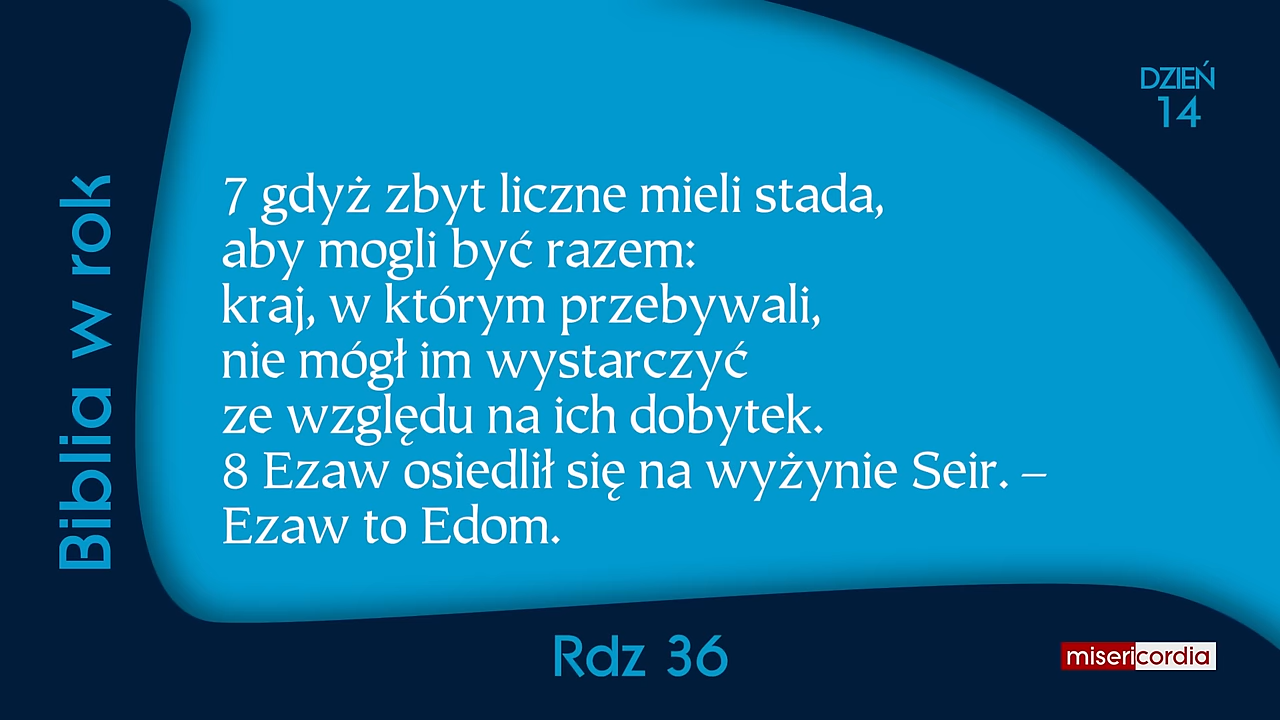 DZIEŃ
14
Biblia w rok
7 gdyż zbyt liczne mieli stada,
aby mogli być razem:
kraj, w którym przebywali,
nie mógł im wystarczyć
ze względu na ich dobytek.
8 Ezaw osiedlił się na wyżynie Seir. –
Ezaw to Edom.
Rdz 36
misericordia